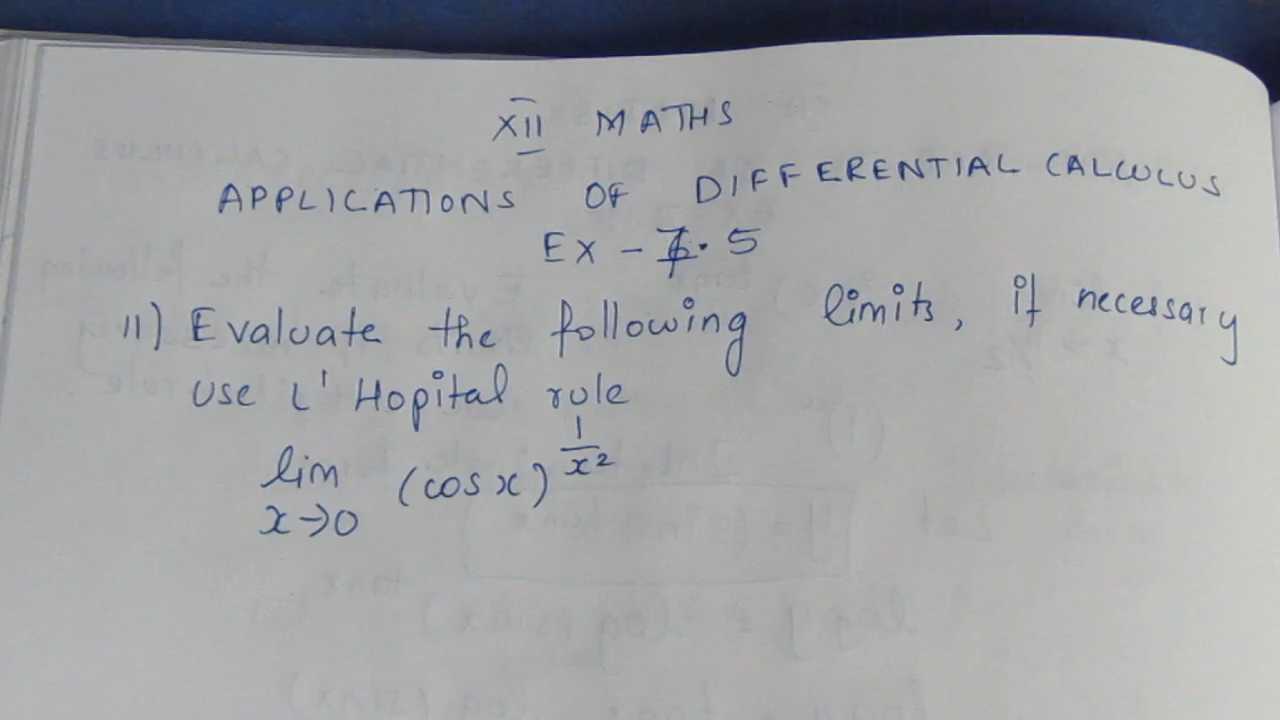 XII MATHS
APPLICATIONS OF DIFFERENTIAL CALCULUS
EX - 7.5
11) Evaluate the following limits, if necessary
use L' Hopital rule
lim (cos x)^(1/x²)
x→0